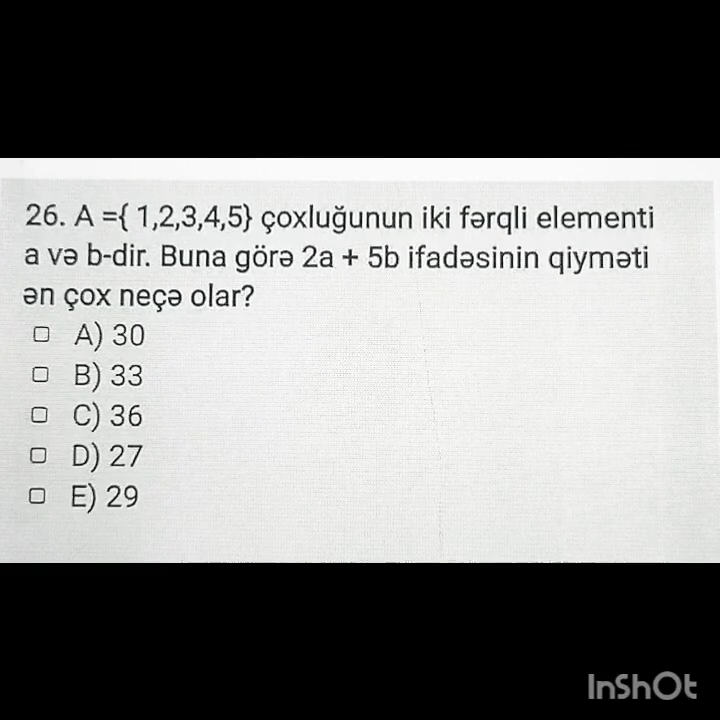 26. A ={ 1,2,3,4,5} çoxluğunun iki fərqli elementi
a və b-dir. Buna görə 2a + 5b ifadəsinin qiyməti
ən çox neçə olar?
A) 30
B) 33
C) 36
D) 27
E) 29
InShOt